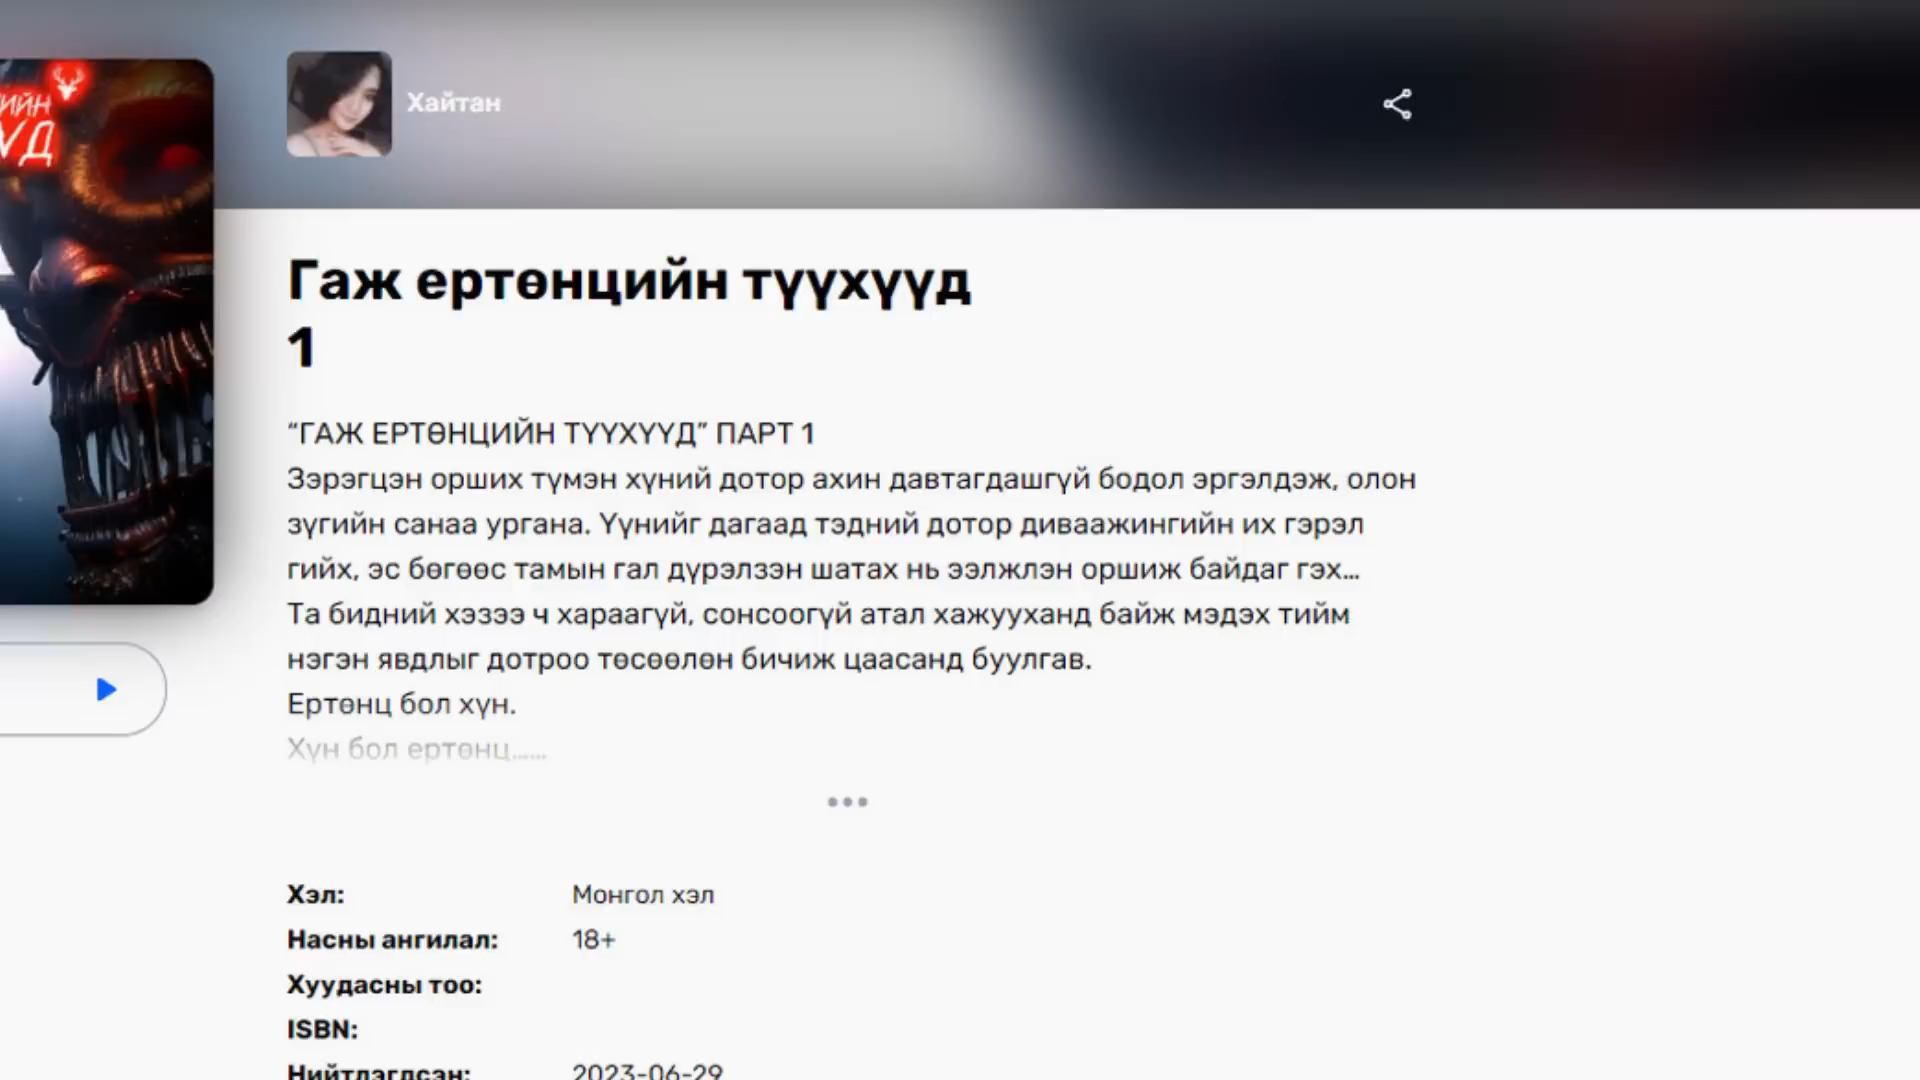 ИЙН
УД
Хайтан
Гаж ертөнцийн түүхүүд
1
“ГАЖ ЕРТӨНЦИЙН ТҮҮХҮҮД” ПАРТ 1
Зэрэгцэн орших түмэн хүний дотор ахин давтагдашгүй бодол эргэлдэж, олон
зүгийн санаа ургана. Үүнийг дагаад тэдний дотор диваажингийн их гэрэл
гийх, эс бөгөөс тамын гал дүрэлзэн шатах нь ээлжлэн оршиж байдаг гэх...
Та бидний хэзээ ч хараагүй, сонсоогүй атал хажууханд байж мэдэх тийм
нэгэн явдлыг дотроо төсөөлөн бичиж цаасанд буулгав.
Ертөнц бол хүн.
Хүн бол ертөнц......
Хэл: Монгол хэл
Насны ангилал: 18+
Хуудасны тоо:
ISBN:
Нийтлэгдсэн: 2023-06-29